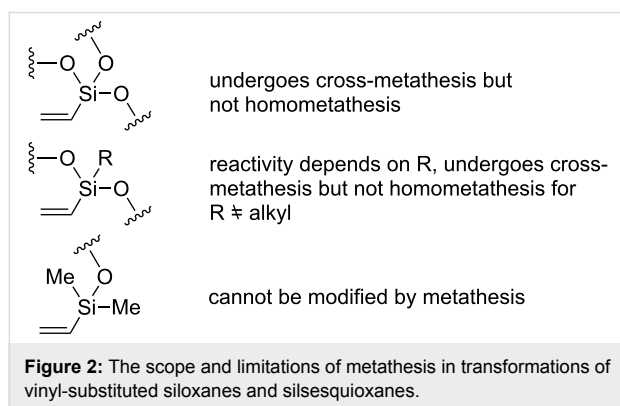 O
O
Si
O
undergoes cross-metathesis but
not homometathesis
O
R
Si
O
reactivity depends on R, undergoes cross-
metathesis but not homometathesis for
R ≠ alkyl
Me
O
Si
Me
cannot be modified by metathesis
Figure 2: The scope and limitations of metathesis in transformations of
vinyl-substituted siloxanes and silsesquioxanes.